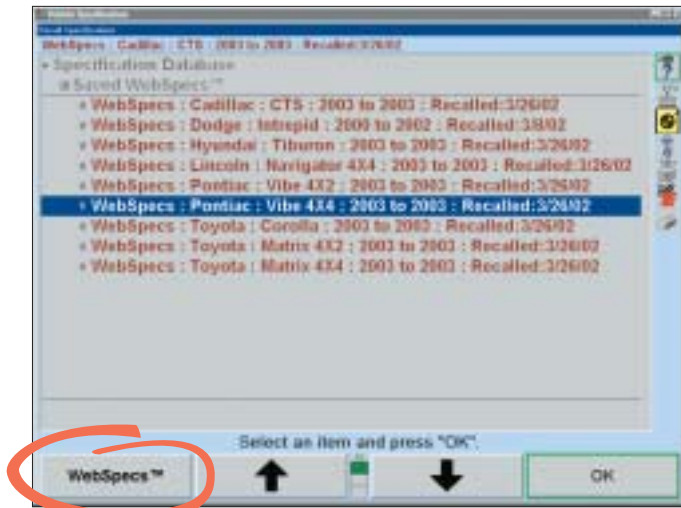 WebSpecs : Cadillac : CTS : 2003 to 2003 : Recalled:3/26/02
Specification Database
Saved WebSpecs™
WebSpecs : Cadillac : CTS : 2003 to 2003 : Recalled:3/26/02
WebSpecs : Dodge : Intrepid : 2000 to 2002 : Recalled:3/8/02
WebSpecs : Hyundai : Tiburon : 2003 to 2003 : Recalled:3/26/02
WebSpecs : Lincoln : Navigator 4X4 : 2003 to 2003 : Recalled:3/26/02
WebSpecs : Pontiac : Vibe 4X2 : 2003 to 2003 : Recalled:3/26/02
WebSpecs : Pontiac : Vibe 4X4 : 2003 to 2003 : Recalled:3/26/02
WebSpecs : Toyota : Corolla : 2003 to 2003 : Recalled:3/26/02
WebSpecs : Toyota : Matrix 4X2 : 2003 to 2003 : Recalled:3/26/02
WebSpecs : Toyota : Matrix 4X4 : 2003 to 2003 : Recalled:3/26/02
Select an item and press "OK".
WebSpecs™
OK